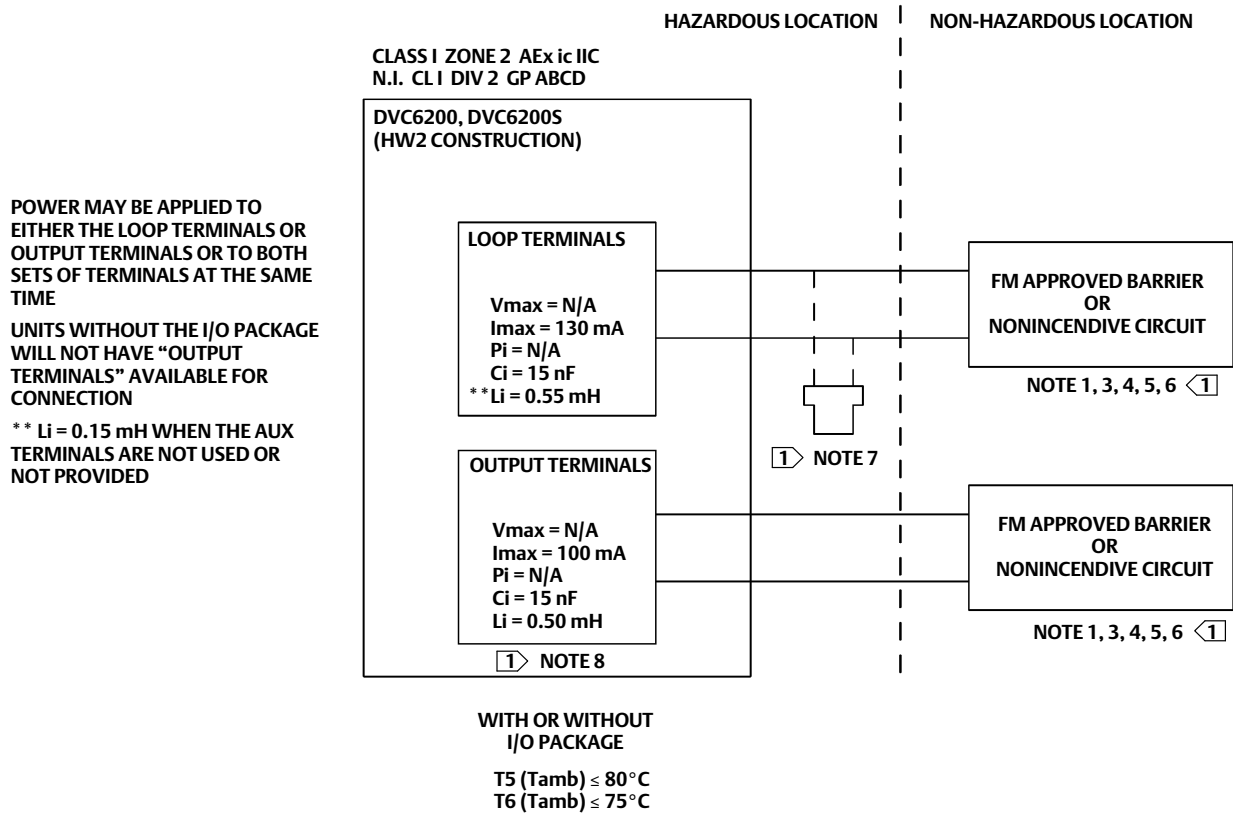 HAZARDOUS LOCATION
NON-HAZARDOUS LOCATION
CLASS I ZONE 2 AEx ic IIC
N.I. CL I DIV 2 GP ABCD
DVC6200, DVC6200S
(HW2 CONSTRUCTION)
POWER MAY BE APPLIED TO
EITHER THE LOOP TERMINALS OR
OUTPUT TERMINALS OR TO BOTH
SETS OF TERMINALS AT THE SAME
TIME
UNITS WITHOUT THE I/O PACKAGE
WILL NOT HAVE “OUTPUT
TERMINALS” AVAILABLE FOR
CONNECTION
** Li = 0.15 mH WHEN THE AUX
TERMINALS ARE NOT USED OR
NOT PROVIDED
LOOP TERMINALS
Vmax = N/A
Imax = 130 mA
Pi = N/A
Ci = 15 nF
**Li = 0.55 mH
FM APPROVED BARRIER
OR
NONINCENDIVE CIRCUIT
NOTE 1, 3, 4, 5, 6 1
1 NOTE 7
OUTPUT TERMINALS
Vmax = N/A
Imax = 100 mA
Pi = N/A
Ci = 15 nF
Li = 0.50 mH
1 NOTE 8
FM APPROVED BARRIER
OR
NONINCENDIVE CIRCUIT
NOTE 1, 3, 4, 5, 6 1
WITH OR WITHOUT
I/O PACKAGE
T5 (Tamb) ≤ 80°C
T6 (Tamb) ≤ 75°C